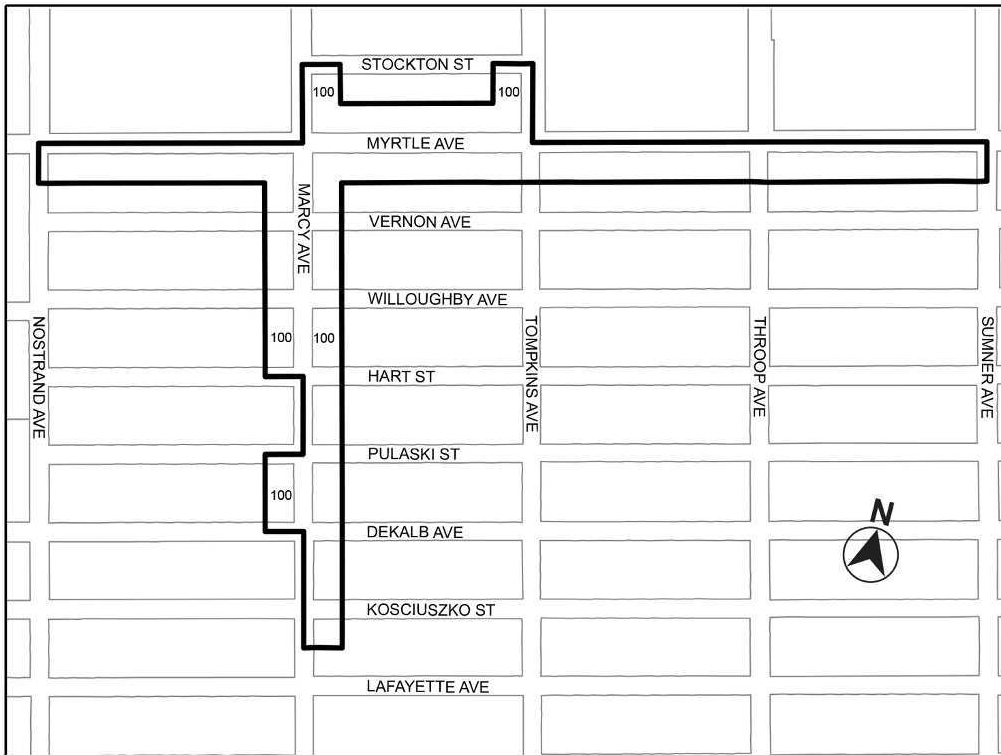 STOCKTON ST
100
100
MYRTLE AVE
MARCY AVE
VERNON AVE
WILLOUGHBY AVE
NOSTRAND AVE
100
100
TOMPKINS AVE
THROOP AVE
SUMNER AVE
HART ST
PULASKI ST
100
N
DEKALB AVE
KOSCIUSZKO ST
LAFAYETTE AVE